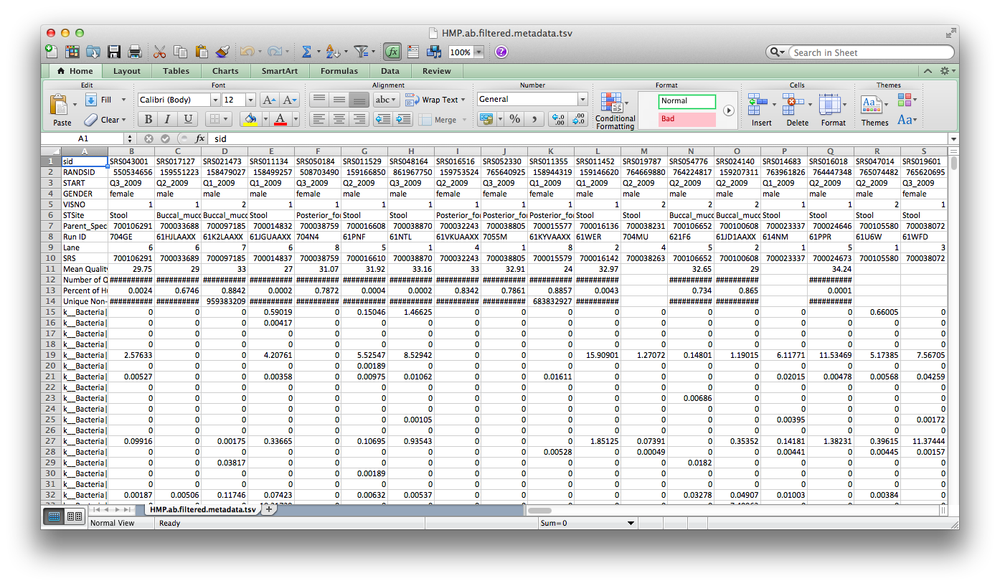 HMP.ab.filtered.metadata.tsv
100% Search in Sheet
Home Layout Tables Charts SmartArt Formulas Data Review
Edit Font Alignment Number Format Cells Themes
Fill Calibri (Body) 12 A A abc Wrap Text General Normal
Paste Clear B I U A Merge % , .0 .00 .00 .0 Conditional Formatting Bad Insert Delete Format Aa Themes Aa
A1 fx sid
A B C D E F G H I J K L M N O P Q R S
1 sid SRS043001 SRS017127 SRS021473 SRS011134 SRS050184 SRS011529 SRS048164 SRS016516 SRS052330 SRS011355 SRS011452 SRS019787 SRS054776 SRS024140 SRS014683 SRS016018 SRS047014 SRS019601
2 RANDSID 550534656 159551223 158479027 158499257 508703490 159166850 861967750 159753524 765640925 158944319 159146620 764669880 764224817 159207311 763961826 764447348 765074482 765620695
3 START Q3_2009 Q2_2009 Q1_2009 Q1_2009 Q3_2009 Q2_2009 Q3_2009 Q2_2009 Q2_2009 Q1_2009 Q1_2009 Q2_2009 Q2_2009 Q2_2009 Q1_2009 Q2_2009 Q2_2009 Q3_2009
4 GENDER female male male male female male male female male female male male male male male male male female
5 VISNO 1 1 2 1 1 1 1 1 1 1 1 2 2 2 1 1 2 1
6 STSite Stool Buccal_mucc Buccal_mucc Stool Posterior_for Stool Stool Posterior_for Posterior_for Posterior_for Stool Stool Buccal_mucc Buccal_mucc Stool Stool Stool Stool
7 Parent_Spec 700106291 700033688 700097185 700014832 700038759 700016608 700038870 700032243 700038805 700015577 700016136 700038231 700106652 700100608 700023337 700024646 700105580 700038072
8 Run ID 704GE 61HJLAAXX 61K2LAAXX 61JGUAAXX 704N4 61PNF 61NTL 61VKUAAXX 7055M 61KYVAAXX 61WER 704MU 621F6 61JD1AAXX 614NM 61PPR 61U6W 61WFD
9 Lane 6 6 7 6 8 5 1 4 1 8 2 4 5 2 1 5 1 3
10 SRS 700106291 700033689 700097185 700014837 700038759 700016610 700038870 700032243 700038805 700015579 700016142 700038263 700106652 700100608 700023337 700024673 700105580 700038072
11 Mean Quality 29.75 29 33 27 31.07 31.92 33.16 33 32.91 24 32.97 32.65 29 34.24
12 Number of Q ########## ########## ########## ########## ########## ########## ########## ########## ########## ########## ########## ########## ########## ##########
13 Percent of Hu 0.0024 0.6746 0.8842 0.0002 0.7872 0.0004 0.0002 0.8342 0.7861 0.8857 0.0043 0.734 0.865 0.0001
14 Unique Non- ########## ########## 959383209 ########## ########## ########## ########## ########## ########## 683832927 ########## ########## ########## ##########
15 k__Bacteria| 0 0 0 0.59019 0 0.15046 1.46625 0 0 0 0 0 0 0 0 0 0.66005 0
16 k__Bacteria| 0 0 0 0.00417 0 0 0 0 0 0 0 0 0 0 0 0 0 0
17 k__Bacteria| 0 0 0 0 0 0 0 0 0 0 0 0 0 0 0 0 0 0
18 k__Bacteria| 0 0 0 0 0 0 0 0 0 0 0 0 0 0 0 0 0 0
19 k__Bacteria| 2.57633 0 0 4.20761 0 5.52547 8.52942 0 0 0 15.90901 1.27072 0.14801 1.19015 6.11771 11.53469 5.17385 7.56705
20 k__Bacteria| 0 0 0 0 0 0.00189 0 0 0 0 0 0 0 0 0 0 0 0
21 k__Bacteria| 0.00527 0 0 0.00358 0 0.00975 0.01062 0 0 0.01611 0 0 0 0 0.02015 0.00478 0.00568 0.04259
22 k__Bacteria| 0 0 0 0 0 0 0 0 0 0 0 0 0 0 0 0 0 0
23 k__Bacteria| 0 0 0 0 0 0 0 0 0 0 0 0 0.00686 0 0 0 0 0
24 k__Bacteria| 0 0 0 0 0 0 0 0 0 0 0 0 0 0 0 0 0 0
25 k__Bacteria| 0 0 0 0 0 0 0.00105 0 0 0 0 0 0 0 0.00395 0 0 0.00172
26 k__Bacteria| 0 0 0 0 0 0 0 0 0 0 0 0 0 0 0 0 0 0
27 k__Bacteria| 0.09916 0 0.00175 0.33665 0 0.10695 0.93543 0 0 0 1.85125 0.07391 0 0.35352 0.14181 1.38231 0.39615 11.37444
28 k__Bacteria| 0 0 0 0 0 0 0 0 0 0.00528 0 0.00049 0 0 0.00441 0 0.00445 0.00157
29 k__Bacteria| 0 0 0.03817 0 0 0 0 0 0 0 0 0 0.0182 0 0 0 0 0
30 k__Bacteria| 0 0 0 0 0 0.00189 0 0 0 0 0 0 0 0 0 0 0 0
31 k__Bacteria| 0 0 0 0 0 0 0 0 0 0 0 0 0 0 0 0 0 0
32 k__Bacteria| 0.00187 0.00506 0.11746 0.07423 0 0.00632 0.00537 0 0 0 0 0 0.03278 0.04907 0.01003 0 0.00384 0
HMP.ab.filtered.metadata.tsv +
Normal View Ready Sum=0